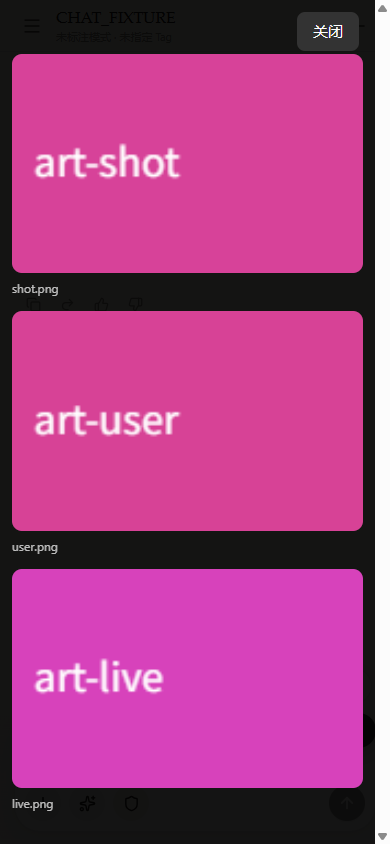 CHAT_FIXTURE
关闭
art-shot
shot.png
art-user
user.png
art-live
live.png